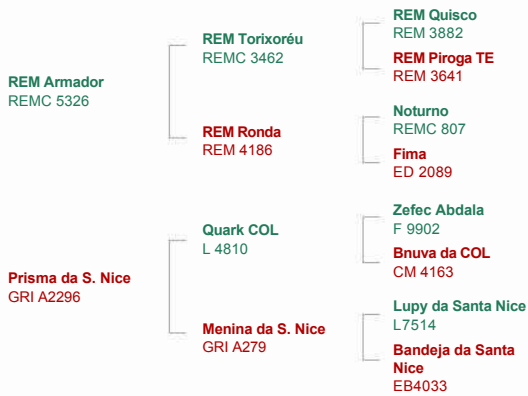 REM Armador
REMC 5326
REM Torixoréu
REMC 3462
REM Quisco
REM 3882
REM Piroga TE
REM 3641
REM Ronda
REM 4186
Noturno
REMC 807
Fima
ED 2089
Prisma da S. Nice
GRI A2296
Quark COL
L 4810
Zefec Abdala
F 9902
Bnuva da COL
CM 4163
Menina da S. Nice
GRI A279
Lupy da Santa Nice
L7514
Bandeja da Santa
Nice
EB4033